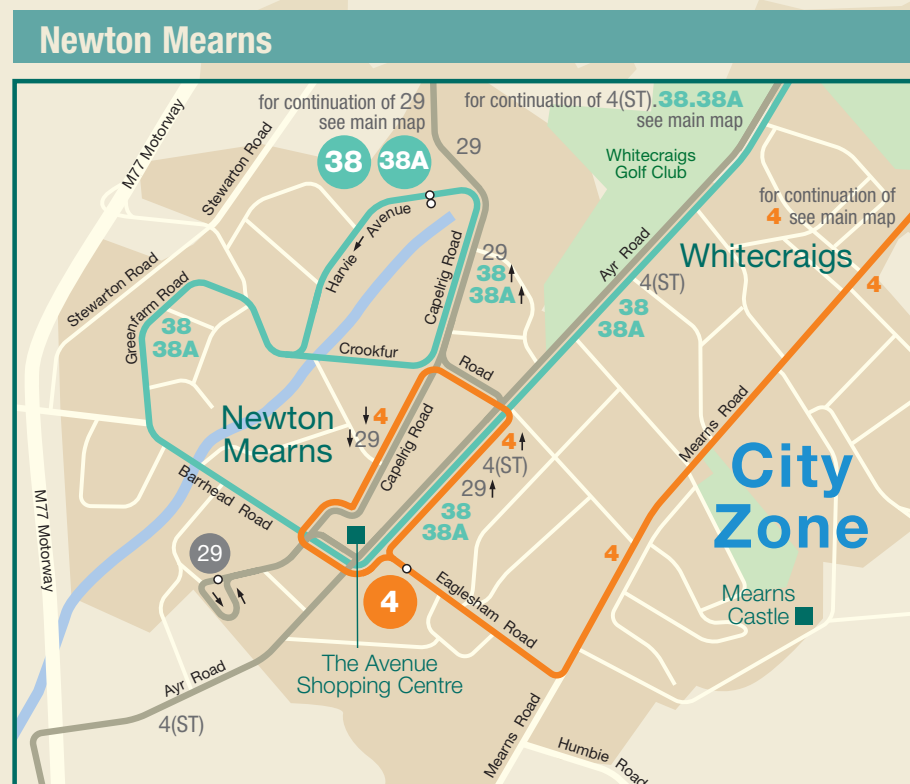 Newton Mearns
for continuation of 29
see main map
for continuation of 4(ST).38.38A
see main map
38
38A
29
Whitecraigs
Golf Club
for continuation of
4 see main map
M77 Motorway
Stewarton Road
Harvie Avenue
Ayr Road
Whitecraigs
Stewarton Road
Greenfarm Road
Capelrig Road
29
38
38A
4(ST)
38
38A
4
38
38A
Crookfur
Road
Newton
Mearns
4
29
Capelrig Road
4
4(ST)
29
38
38A
Mearns Road
City
Zone
Barrhead Road
M77 Motorway
29
4
4
Eaglesham Road
Mearns
Castle
The Avenue
Shopping Centre
Ayr Road
4(ST)
Mearns Road
Humbie Road